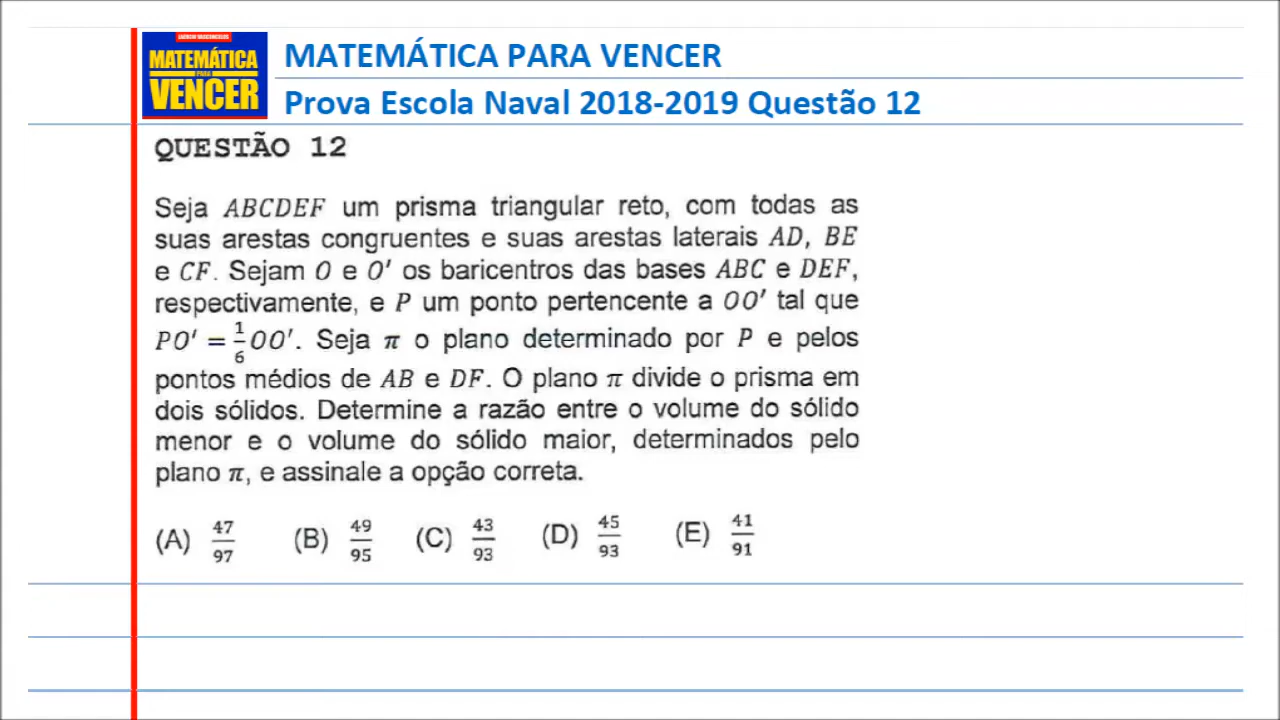 LAERCIO VASCONCELOS
MATEMÁTICA
PARA
VENCER
MATEMÁTICA PARA VENCER
Prova Escola Naval 2018-2019 Questão 12
QUESTÃO 12
Seja ABCDEF um prisma triangular reto, com todas as
suas arestas congruentes e suas arestas laterais AD, BE
e CF. Sejam O e O' os baricentros das bases ABC e DEF,
respectivamente, e P um ponto pertencente a OO' tal que
PO' = 1/6 OO'. Seja π o plano determinado por P e pelos
pontos médios de AB e DF. O plano π divide o prisma em
dois sólidos. Determine a razão entre o volume do sólido
menor e o volume do sólido maior, determinados pelo
plano π, e assinale a opção correta.
(A) 47/97 (B) 49/95 (C) 43/93 (D) 45/93 (E) 41/91